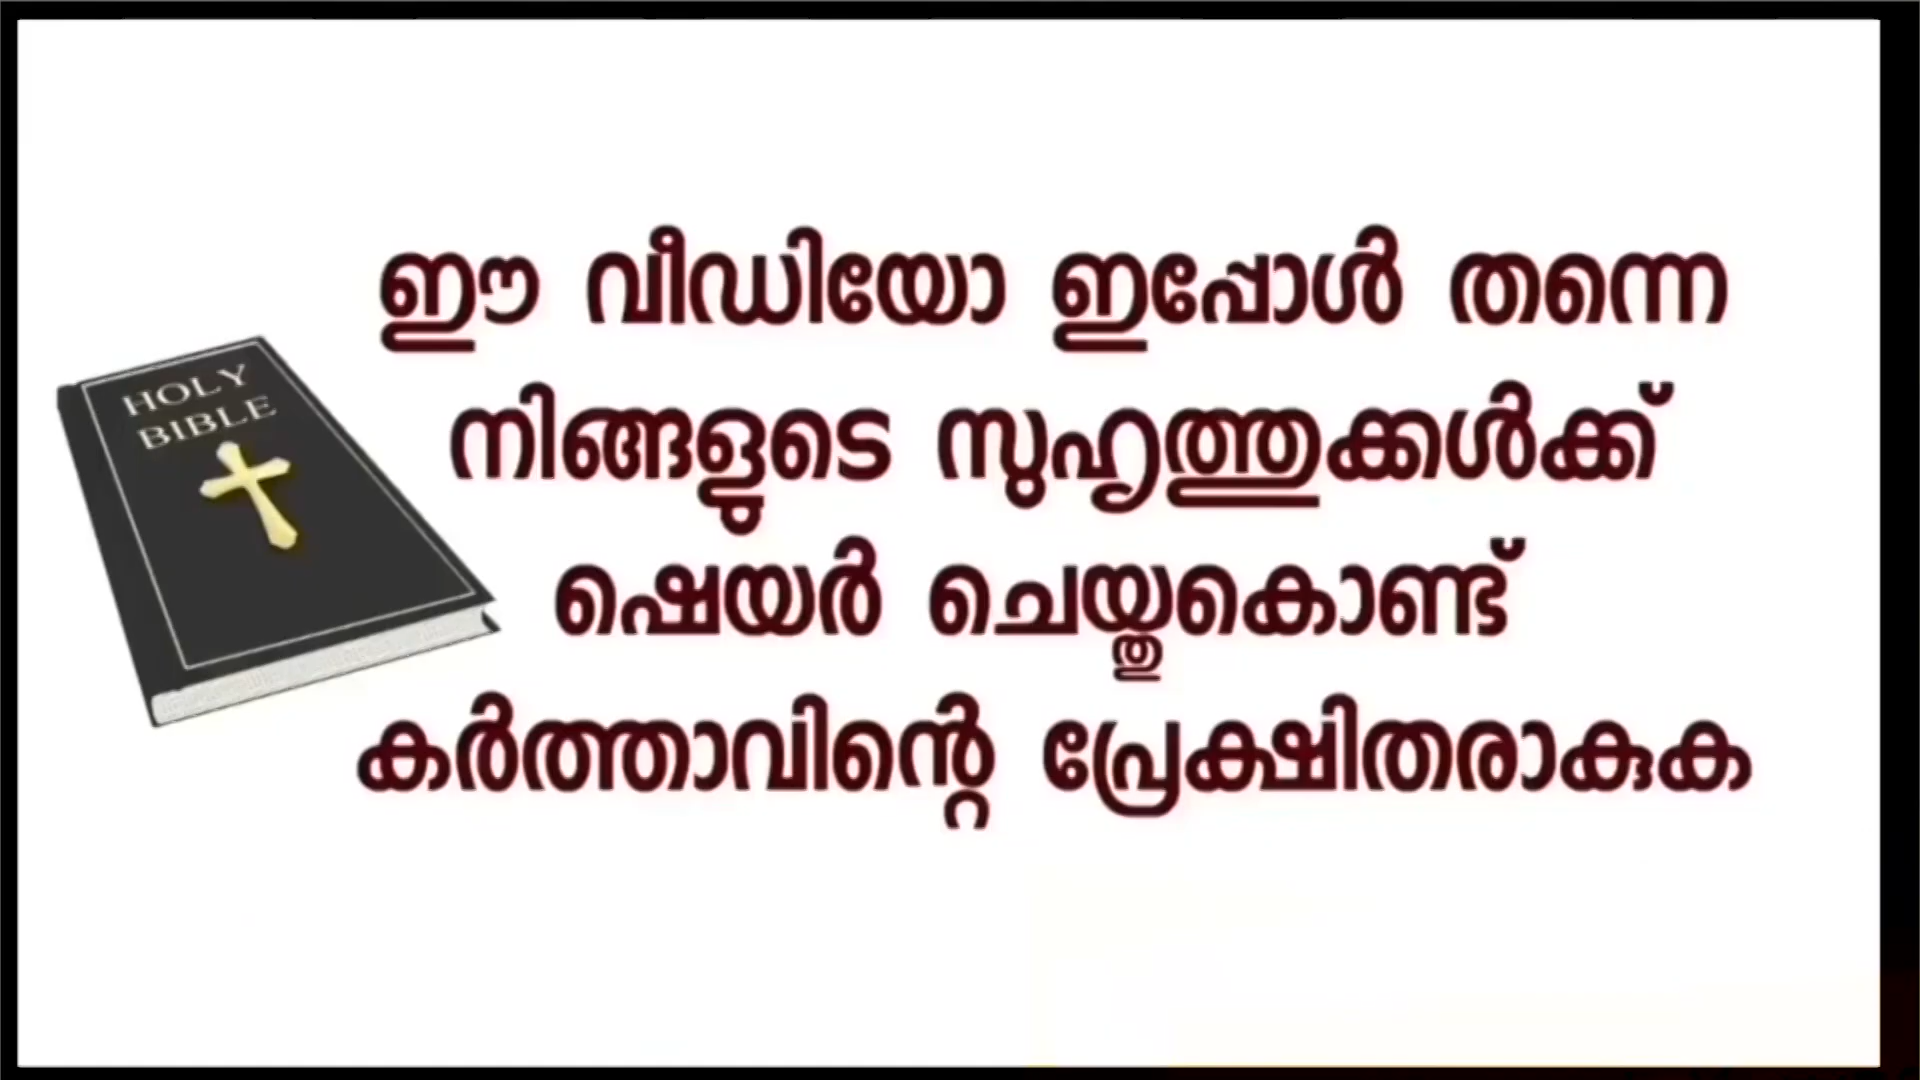 HOLY
BIBLE
ഈ വീഡിയോ ഇപ്പോൾ തന്നെ
നിങ്ങളുടെ സുഹൃത്തുക്കൾക്ക്
ഷെയർ ചെയ്തുകൊണ്ട്
കർത്താവിന്റെ പ്രേക്ഷിതരാകുക